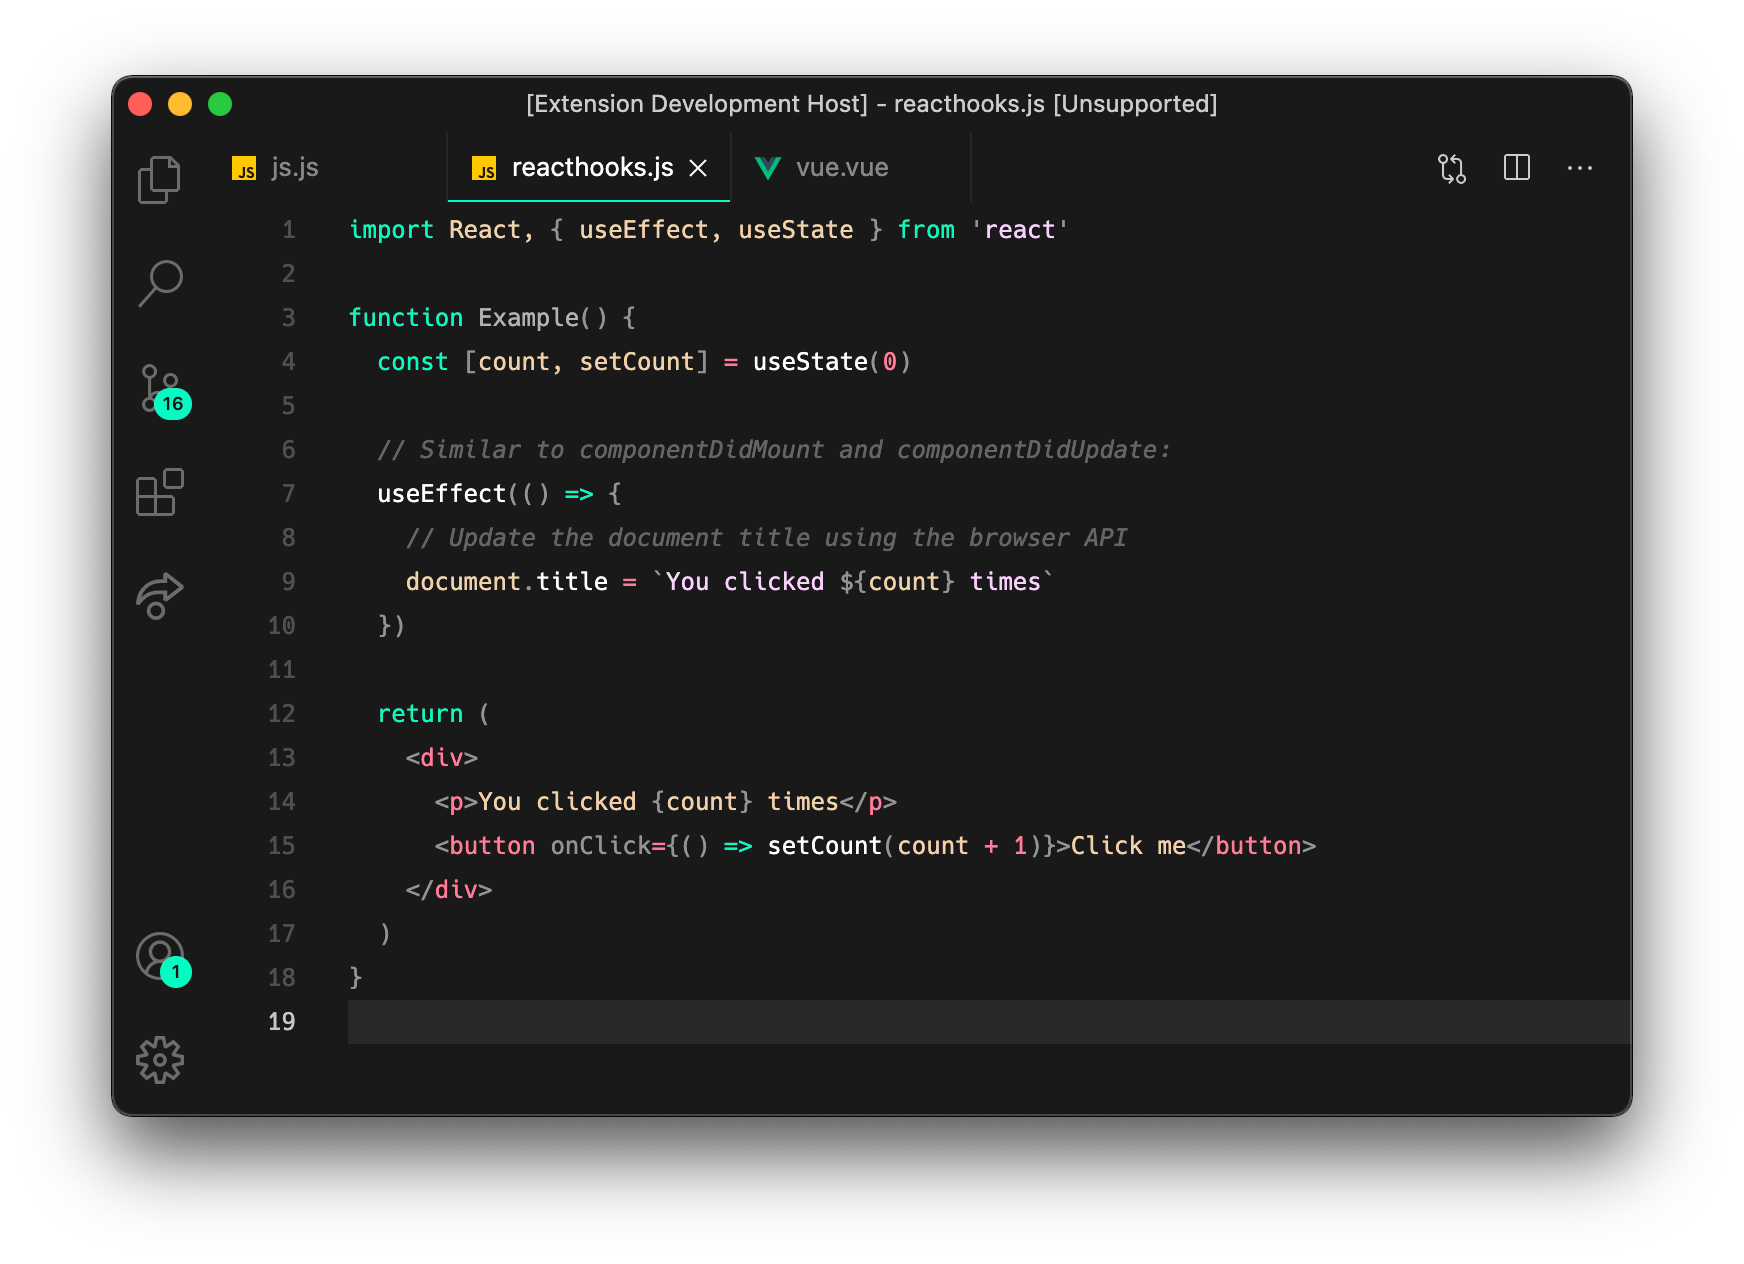 [Extension Development Host] - reacthooks.js [Unsupported]
JS js.js
JS reacthooks.js
vue.vue
16
1
1 import React, { useEffect, useState } from 'react'
2
3 function Example() {
4   const [count, setCount] = useState(0)
5
6   // Similar to componentDidMount and componentDidUpdate:
7   useEffect(() => {
8     // Update the document title using the browser API
9     document.title = `You clicked ${count} times`
10   })
11
12   return (
13     <div>
14       <p>You clicked {count} times</p>
15       <button onClick={() => setCount(count + 1)}>Click me</button>
16     </div>
17   )
18 }
19